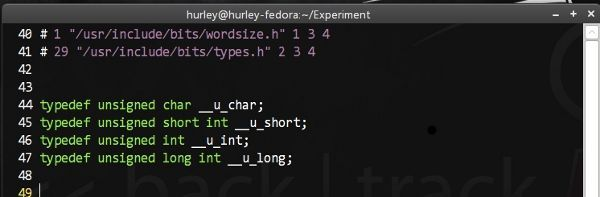 hurley@hurley-fedora:~/Experiment
40 # 1 "/usr/include/bits/wordsize.h" 1 3 4
41 # 29 "/usr/include/bits/types.h" 2 3 4
42
43
44 typedef unsigned char __u_char;
45 typedef unsigned short int __u_short;
46 typedef unsigned int __u_int;
47 typedef unsigned long int __u_long;
48
49
<< back | track